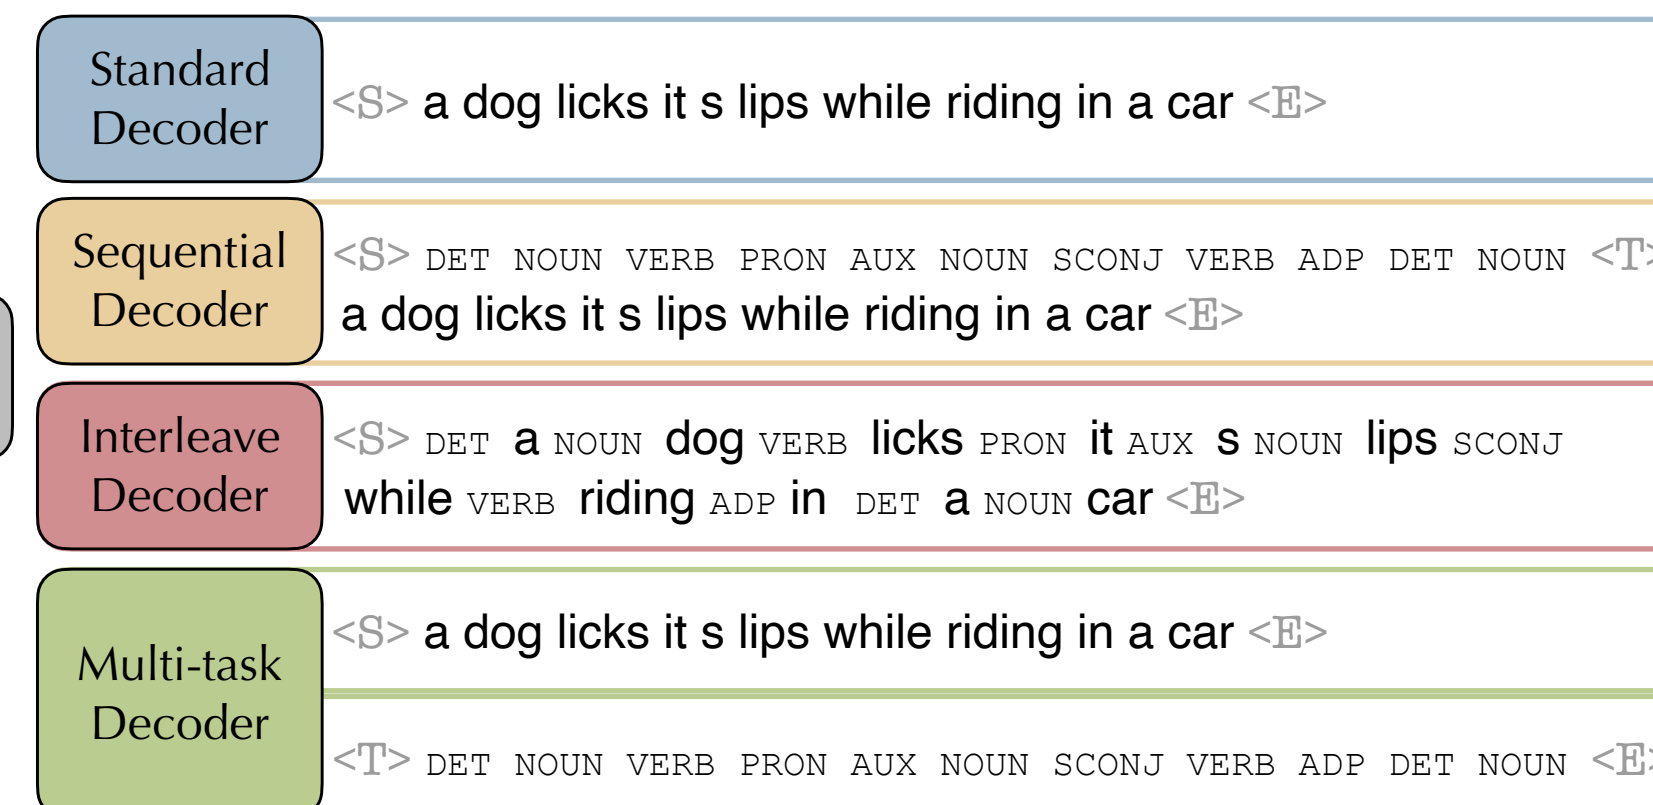 Standard
Decoder
<S> a dog licks it s lips while riding in a car <E>
Sequential
Decoder
<S> DET NOUN VERB PRON AUX NOUN SCONJ VERB ADP DET NOUN <T>
a dog licks it s lips while riding in a car <E>
Interleave
Decoder
<S> DET a NOUN dog VERB licks PRON it AUX s NOUN lips SCONJ
while VERB riding ADP in DET a NOUN car <E>
Multi-task
Decoder
<S> a dog licks it s lips while riding in a car <E>
<T> DET NOUN VERB PRON AUX NOUN SCONJ VERB ADP DET NOUN <E>